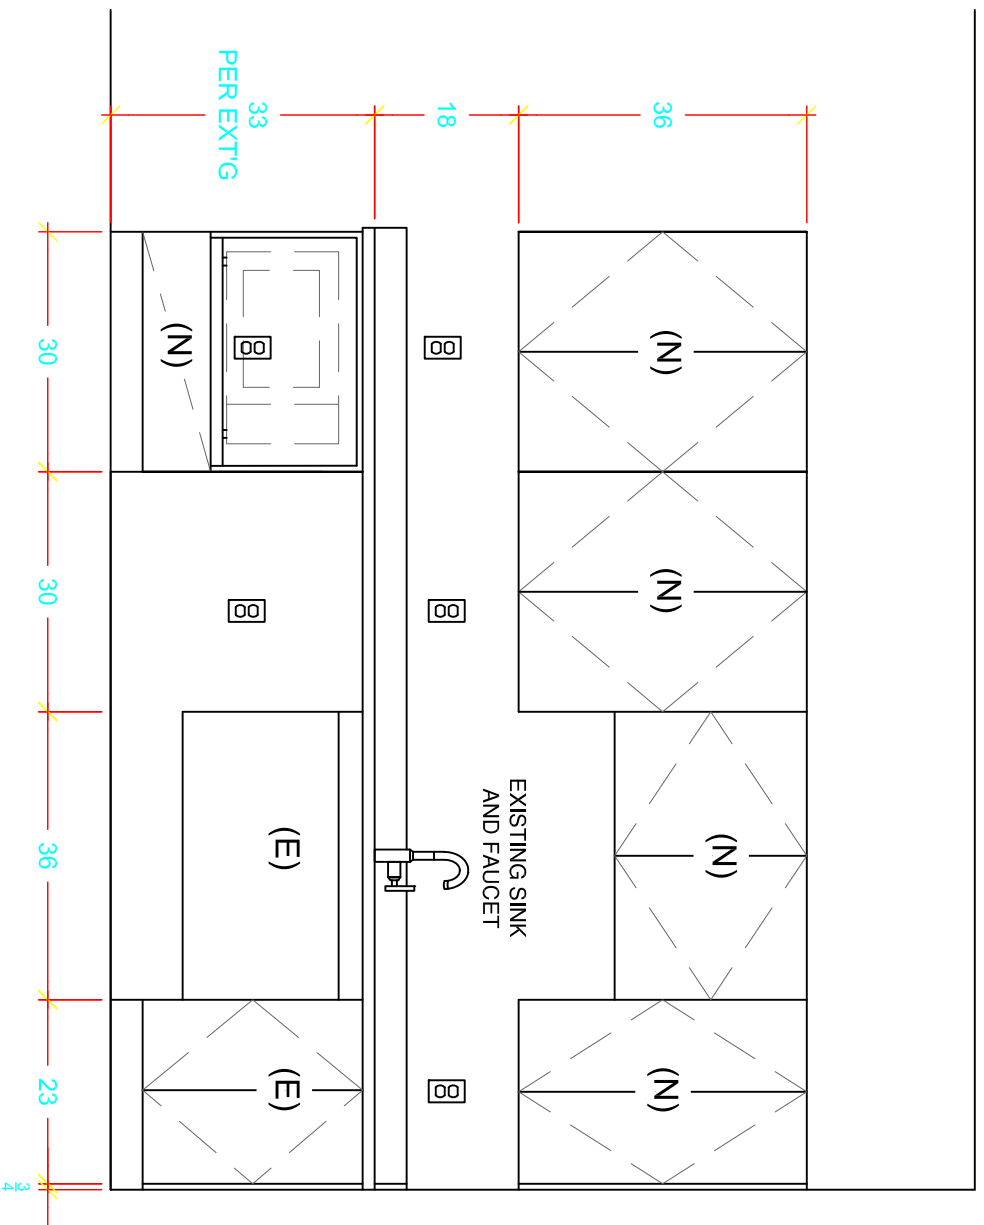 36
(N)
(N)
(N)
(N)
EXISTING SINK
AND FAUCET
18
33
PER EXT'G
(E)
(E)
(N)
30
30
36
23
3/4